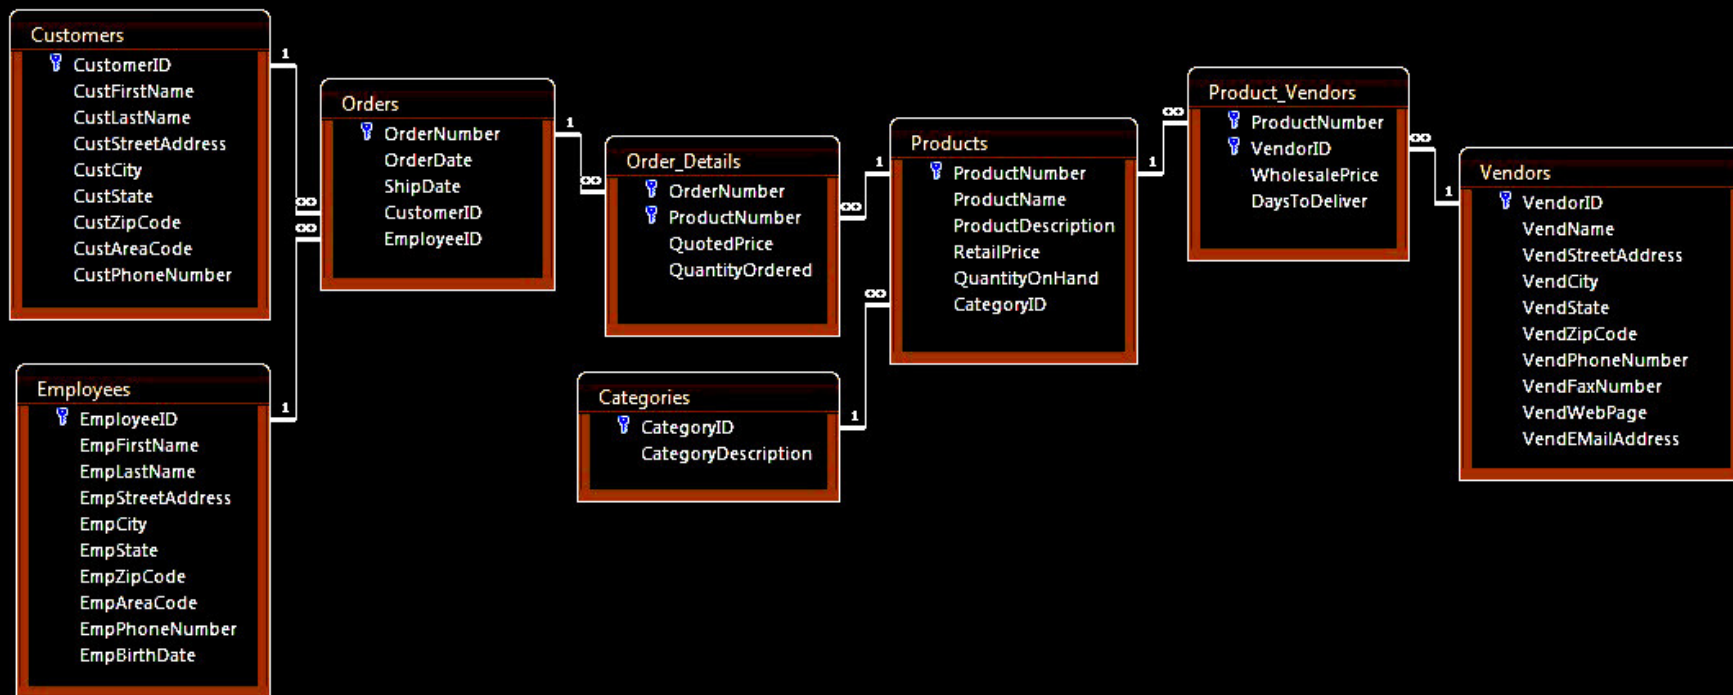 Customers
CustomerID
CustFirstName
CustLastName
CustStreetAddress
CustCity
CustState
CustZipCode
CustAreaCode
CustPhoneNumber
1
∞
Employees
EmployeeID
EmpFirstName
EmpLastName
EmpStreetAddress
EmpCity
EmpState
EmpZipCode
EmpAreaCode
EmpPhoneNumber
EmpBirthDate
1
∞
Orders
OrderNumber
OrderDate
ShipDate
CustomerID
EmployeeID
1
∞
Order_Details
OrderNumber
ProductNumber
QuotedPrice
QuantityOrdered
∞
1
Categories
CategoryID
CategoryDescription
1
∞
Products
ProductNumber
ProductName
ProductDescription
RetailPrice
QuantityOnHand
CategoryID
1
∞
Product_Vendors
ProductNumber
VendorID
WholesalePrice
DaysToDeliver
∞
1
Vendors
VendorID
VendName
VendStreetAddress
VendCity
VendState
VendZipCode
VendPhoneNumber
VendFaxNumber
VendWebPage
VendEMailAddress